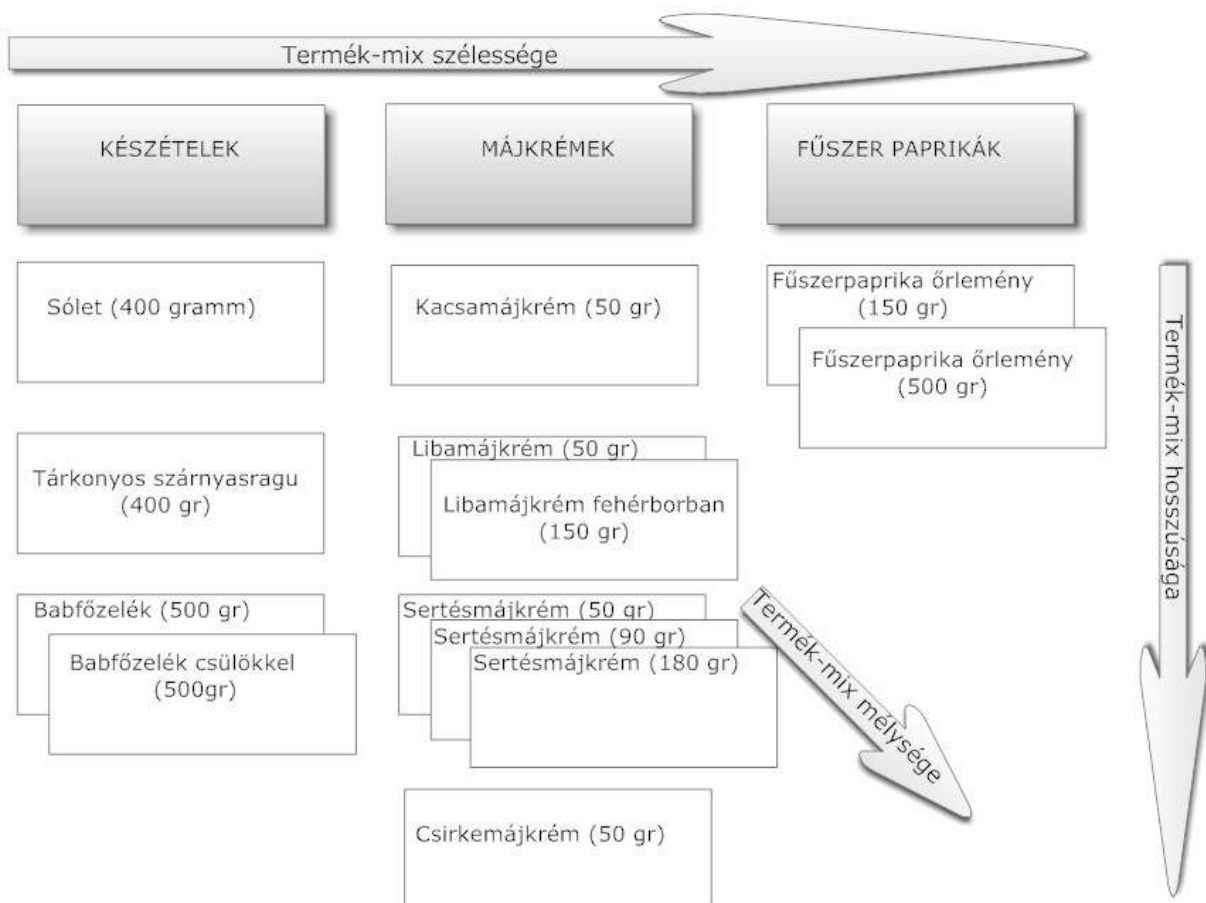 Termék-mix szélessége
KÉSZÉTELEK
MÁJKRÉMEK
FŰSZER PAPRIKÁK
Sólet (400 gramm)
Kacsamájkrém (50 gr)
Fűszerpaprika őrlemény
(150 gr)
Fűszerpaprika őrlemény
(500 gr)
Tárkonyos szárnyasragu
(400 gr)
Libamájkrém (50 gr)
Libamájkrém fehérborban
(150 gr)
Babfőzelék (500 gr)
Babfőzelék csülökkel
(500gr)
Sertésmájkrém (50 gr)
Sertésmájkrém (90 gr)
Sertésmájkrém (180 gr)
Csirkemájkrém (50 gr)
Termék-mix mélysége
Termék-mix hosszúsága